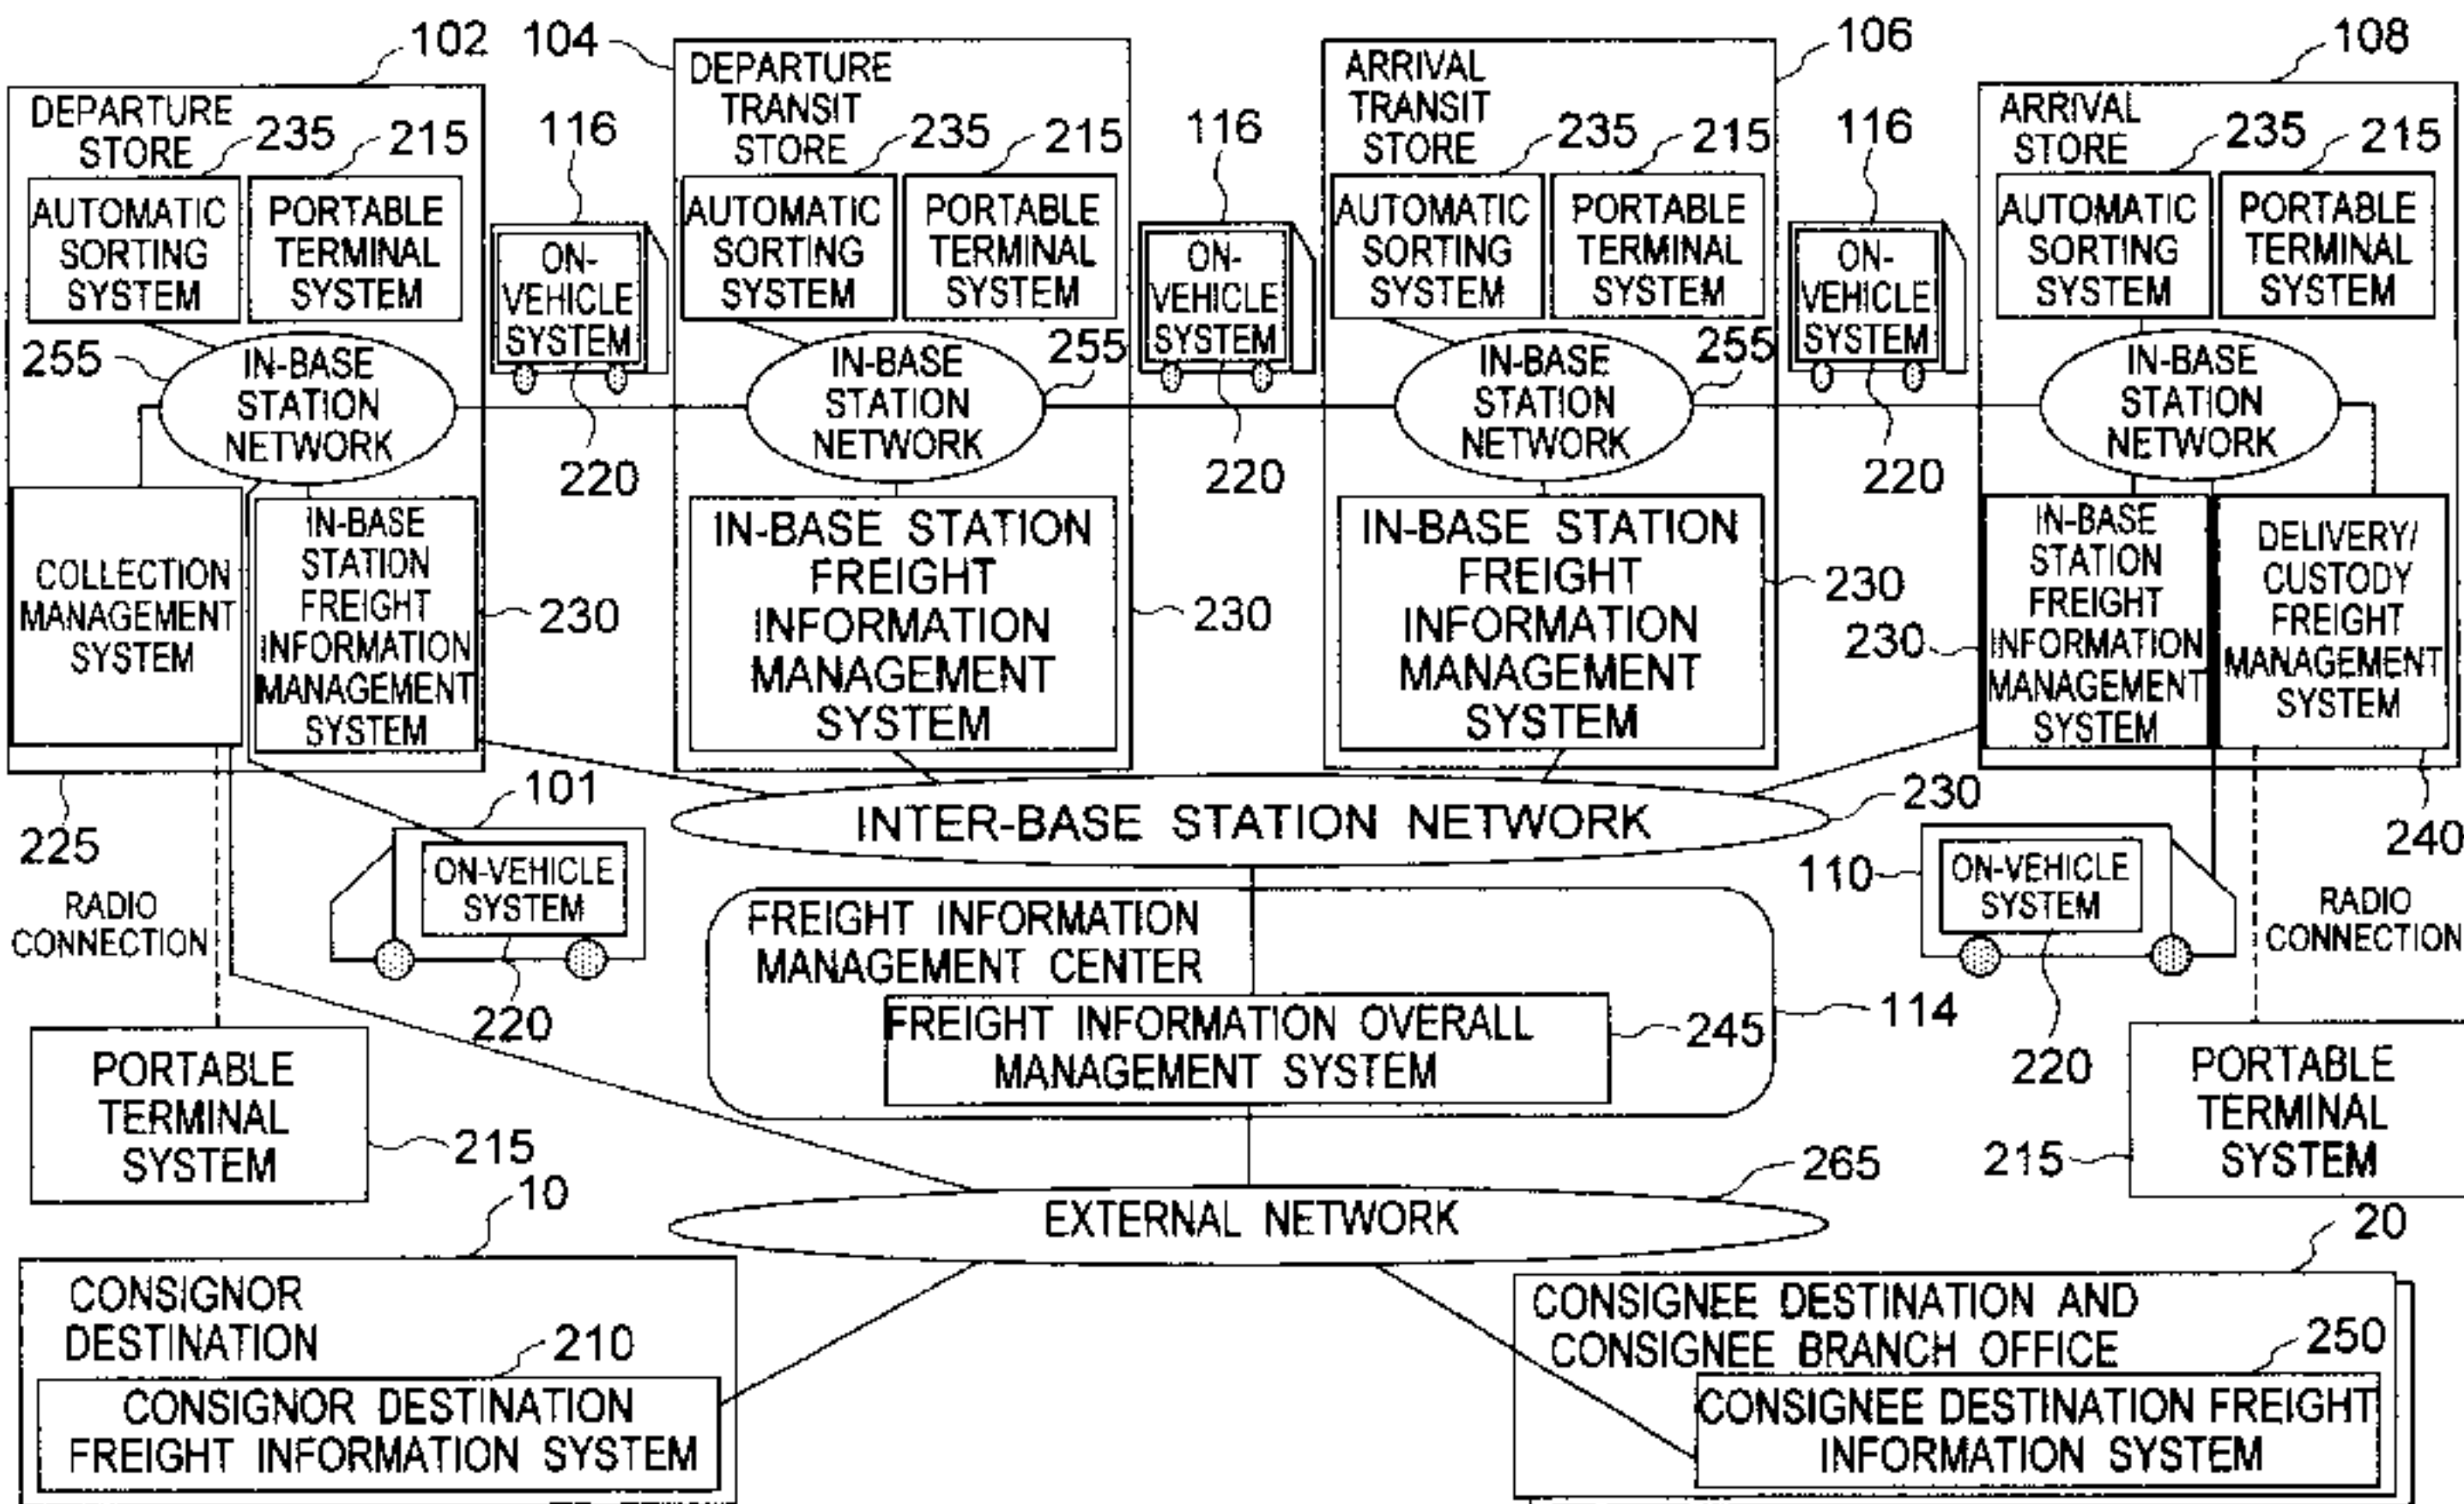 102
104
106
108
DEPARTURE
STORE
235
215
116
DEPARTURE
TRANSIT
STORE
235
215
116
ARRIVAL
TRANSIT
STORE
235
215
116
ARRIVAL
STORE
235
215
AUTOMATIC
SORTING
SYSTEM
PORTABLE
TERMINAL
SYSTEM
ON-
VEHICLE
SYSTEM
AUTOMATIC
SORTING
SYSTEM
PORTABLE
TERMINAL
SYSTEM
ON-
VEHICLE
SYSTEM
AUTOMATIC
SORTING
SYSTEM
PORTABLE
TERMINAL
SYSTEM
ON-
VEHICLE
SYSTEM
AUTOMATIC
SORTING
SYSTEM
PORTABLE
TERMINAL
SYSTEM
255
IN-BASE
STATION
NETWORK
220
IN-BASE
STATION
NETWORK
255
220
IN-BASE
STATION
NETWORK
255
220
IN-BASE
STATION
NETWORK
COLLECTION
MANAGEMENT
SYSTEM
IN-BASE
STATION
FREIGHT
INFORMATION
MANAGEMENT
SYSTEM
230
IN-BASE STATION
FREIGHT
INFORMATION
MANAGEMENT
SYSTEM
230
IN-BASE STATION
FREIGHT
INFORMATION
MANAGEMENT
SYSTEM
230
230
IN-BASE
STATION
FREIGHT
INFORMATION
MANAGEMENT
SYSTEM
DELIVERY/
CUSTODY
FREIGHT
MANAGEMENT
SYSTEM
225
101
INTER-BASE STATION NETWORK
230
240
RADIO
CONNECTION
ON-VEHICLE
SYSTEM
220
110
ON-VEHICLE
SYSTEM
220
RADIO
CONNECTION
FREIGHT INFORMATION
MANAGEMENT CENTER
114
FREIGHT INFORMATION OVERALL
MANAGEMENT SYSTEM
245
PORTABLE
TERMINAL
SYSTEM
215
PORTABLE
TERMINAL
SYSTEM
215
EXTERNAL NETWORK
265
10
CONSIGNOR
DESTINATION
210
CONSIGNOR DESTINATION
FREIGHT INFORMATION SYSTEM
20
CONSIGNEE DESTINATION AND
CONSIGNEE BRANCH OFFICE
250
CONSIGNEE DESTINATION FREIGHT
INFORMATION SYSTEM